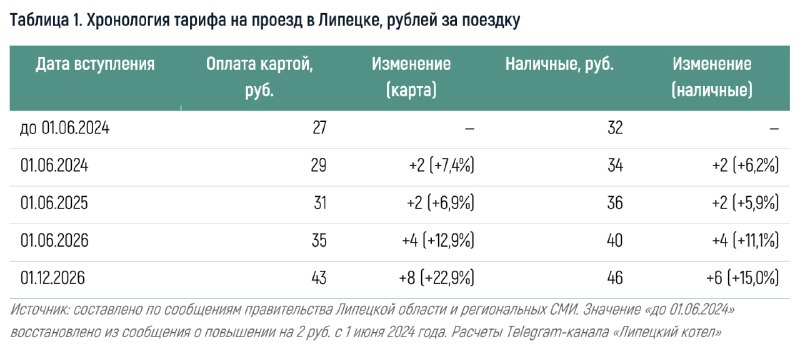 Таблица 1. Хронология тарифа на проезд в Липецке, рублей за поездку
Дата вступления Оплата картой, руб. Изменение (карта) Наличные, руб. Изменение (наличные)
до 01.06.2024 27 – 32 –
01.06.2024 29 +2 (+7,4%) 34 +2 (+6,2%)
01.06.2025 31 +2 (+6,9%) 36 +2 (+5,9%)
01.06.2026 35 +4 (+12,9%) 40 +4 (+11,1%)
01.12.2026 43 +8 (+22,9%) 46 +6 (+15,0%)
Источник: составлено по сообщениям правительства Липецкой области и региональных СМИ. Значение «до 01.06.2024»
восстановлено из сообщения о повышении на 2 руб. с 1 июня 2024 года. Расчеты Telegram-канала «Липецкий котел»